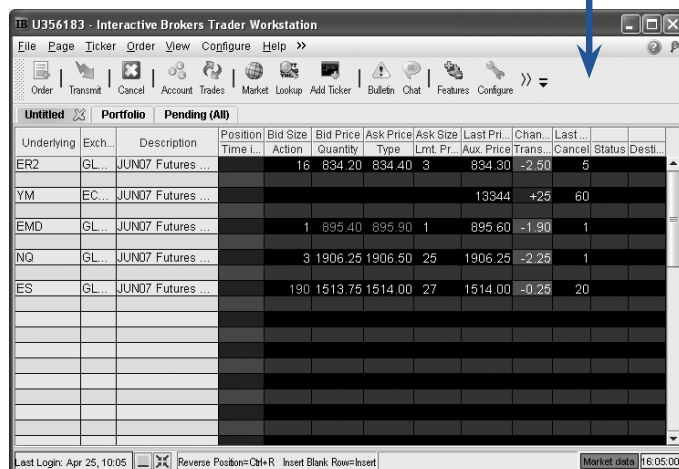 IB U356183 - Interactive Brokers Trader Workstation
File Page Ticker Order View Configure Help »
Order Transmit Cancel Account Trades Market Lookup Add Ticker Bulletin Chat Features Configure »
Untitled Portfolio Pending (All)
Underlying Exch... Description Position Bid Size Bid Price Ask Price Ask Size Last Pri... Chan... Last ...
Time i... Action Quantity Type Lmt. Pr... Aux. Price Trans... Cancel Status Desti...
ER2 GL... JUN07 Futures ... 16 834.20 834.40 3 834.30 -2.50 5
YM EC... JUN07 Futures ... 13344 +25 60
EMD GL... JUN07 Futures ... 1 895.40 895.90 1 895.60 -1.90 1
NQ GL... JUN07 Futures ... 3 1906.25 1906.50 25 1906.25 -2.25 1
ES GL... JUN07 Futures ... 190 1513.75 1514.00 27 1514.00 -0.25 20
Last Login: Apr 25, 10:05 Reverse Position=Ctrl+R Insert Blank Row=Insert Market data 16:05:00